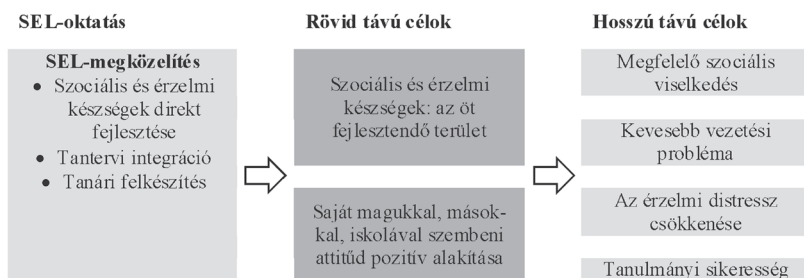 SEL-oktatás
SEL-megközelítés
• Szociális és érzelmi
készségek direkt
fejlesztése
• Tantervi integráció
• Tanári felkészítés
Rövid távú célok
Szociális és érzelmi
készségek: az öt
fejlesztendő terület
Saját magukkal, mások-
kal, iskolával szembeni
attitűd pozitív alakítása
Hosszú távú célok
Megfelelő szociális
viselkedés
Kevesebb vezetési
probléma
Az érzelmi distressz
csökkenése
Tanulmányi sikeresség